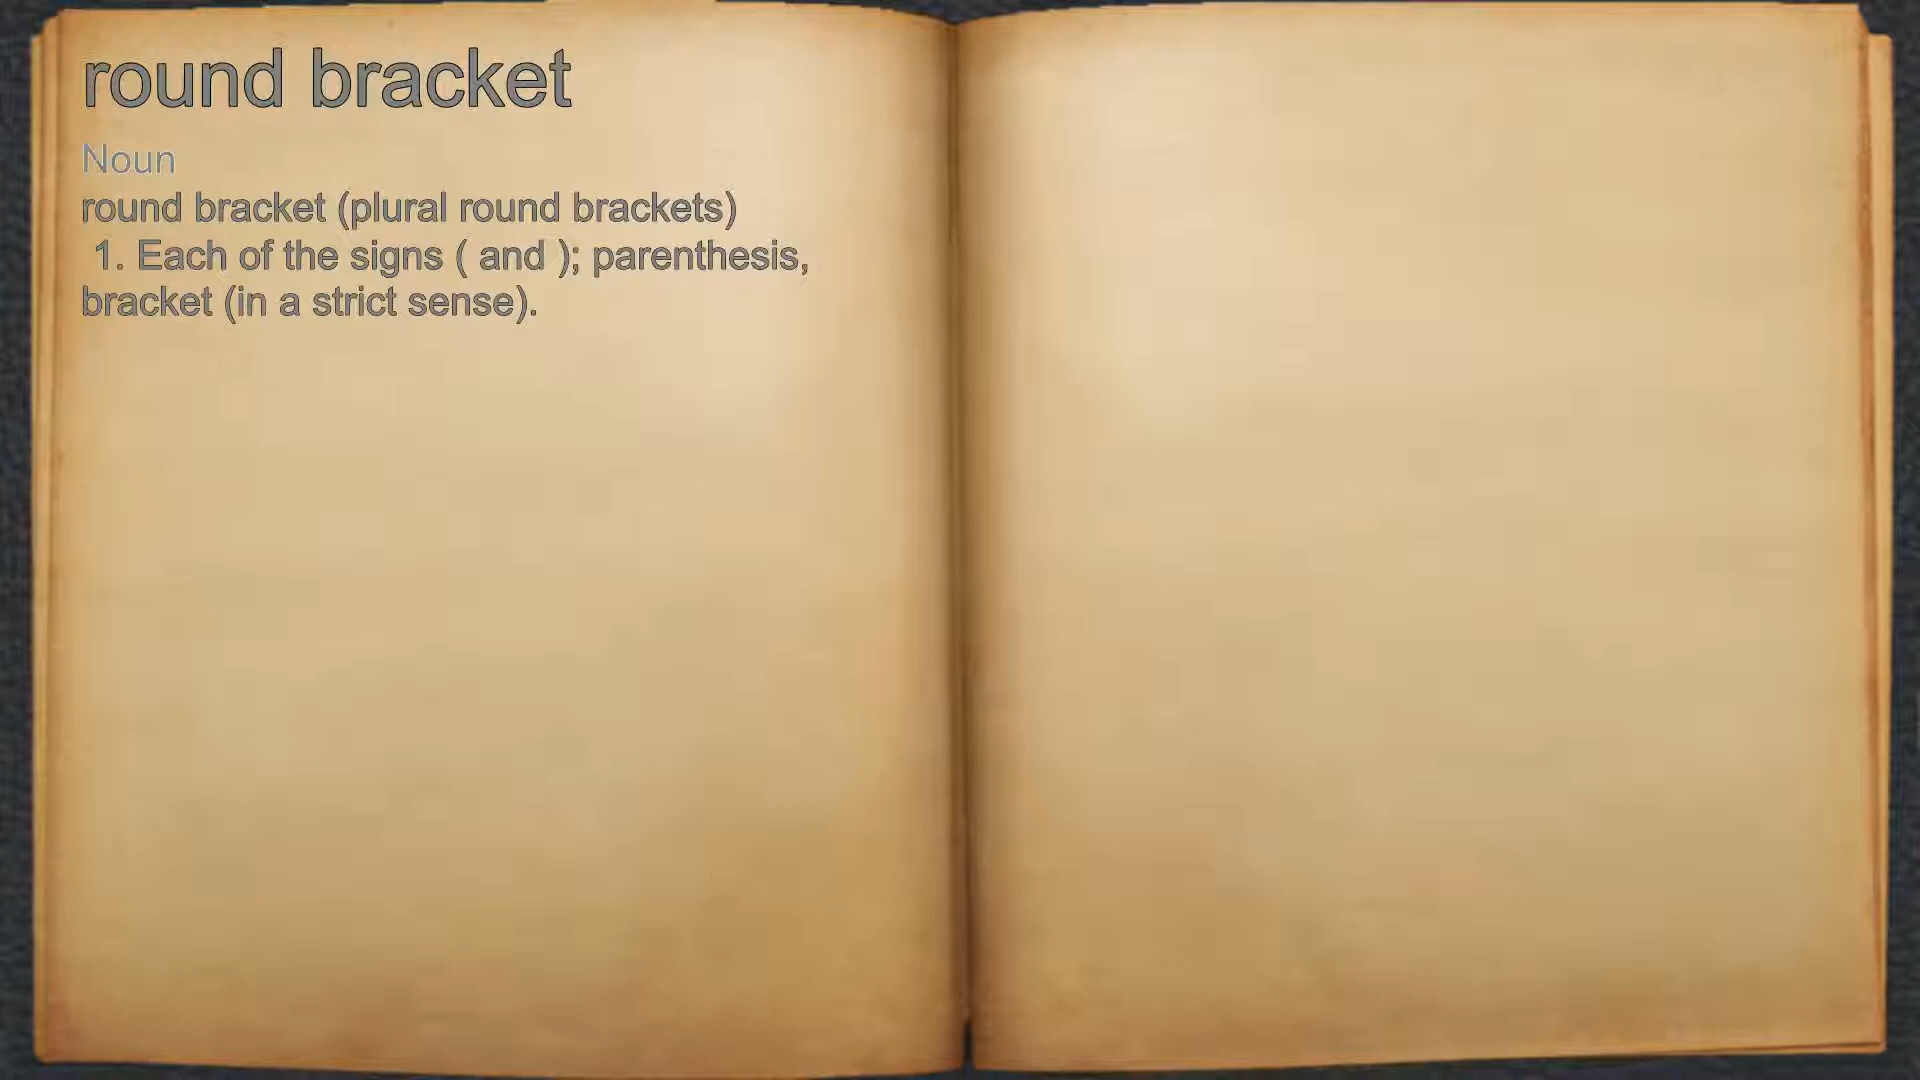 round bracket
Noun
round bracket (plural round brackets)
1. Each of the signs ( and ); parenthesis,
bracket (in a strict sense).